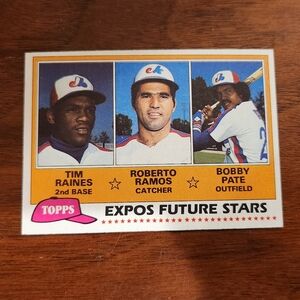 TIM
RAINES
2nd BASE
ROBERTO
RAMOS
CATCHER
BOBBY
PATE
OUTFIELD
TOPPS
EXPOS FUTURE STARS